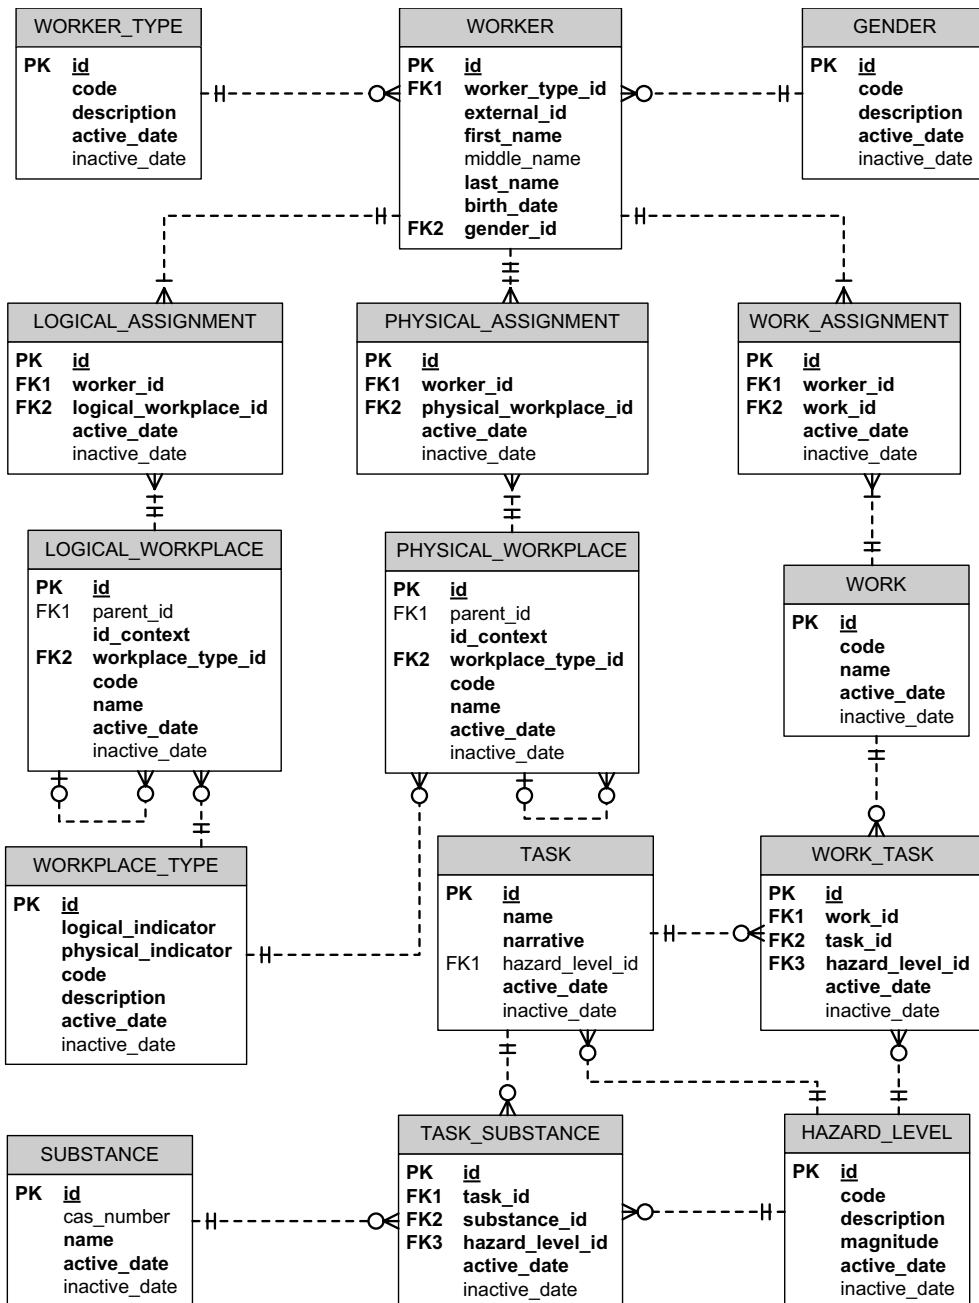 WORKER_TYPE
PK id
code
description
active_date
inactive_date
WORKER
PK id
FK1 worker_type_id
external_id
first_name
middle_name
last_name
birth_date
FK2 gender_id
GENDER
PK id
code
description
active_date
inactive_date
LOGICAL_ASSIGNMENT
PK id
FK1 worker_id
FK2 logical_workplace_id
active_date
inactive_date
PHYSICAL_ASSIGNMENT
PK id
FK1 worker_id
FK2 physical_workplace_id
active_date
inactive_date
WORK_ASSIGNMENT
PK id
FK1 worker_id
FK2 work_id
active_date
inactive_date
LOGICAL_WORKPLACE
PK id
FK1 parent_id
id_context
FK2 workplace_type_id
code
name
active_date
inactive_date
PHYSICAL_WORKPLACE
PK id
FK1 parent_id
id_context
FK2 workplace_type_id
code
name
active_date
inactive_date
WORK
PK id
code
name
active_date
inactive_date
WORKPLACE_TYPE
PK id
logical_indicator
physical_indicator
code
description
active_date
inactive_date
TASK
PK id
name
narrative
FK1 hazard_level_id
active_date
inactive_date
WORK_TASK
PK id
FK1 work_id
FK2 task_id
FK3 hazard_level_id
active_date
inactive_date
SUBSTANCE
PK id
cas_number
name
active_date
inactive_date
TASK_SUBSTANCE
PK id
FK1 task_id
FK2 substance_id
FK3 hazard_level_id
active_date
inactive_date
HAZARD_LEVEL
PK id
code
description
magnitude
active_date
inactive_date